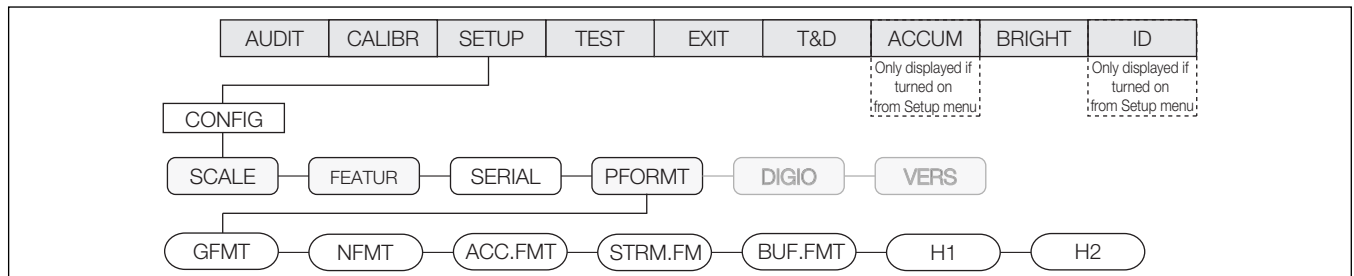 AUDIT CALIBR SETUP TEST EXIT T&D ACCUM BRIGHT ID
Only displayed if
turned on
from Setup menu
Only displayed if
turned on
from Setup menu
CONFIG
SCALE FEATUR SERIAL PFORMT DIGIO VERS
GFMT NFMT ACC.FMT STRM.FM BUF.FMT H1 H2